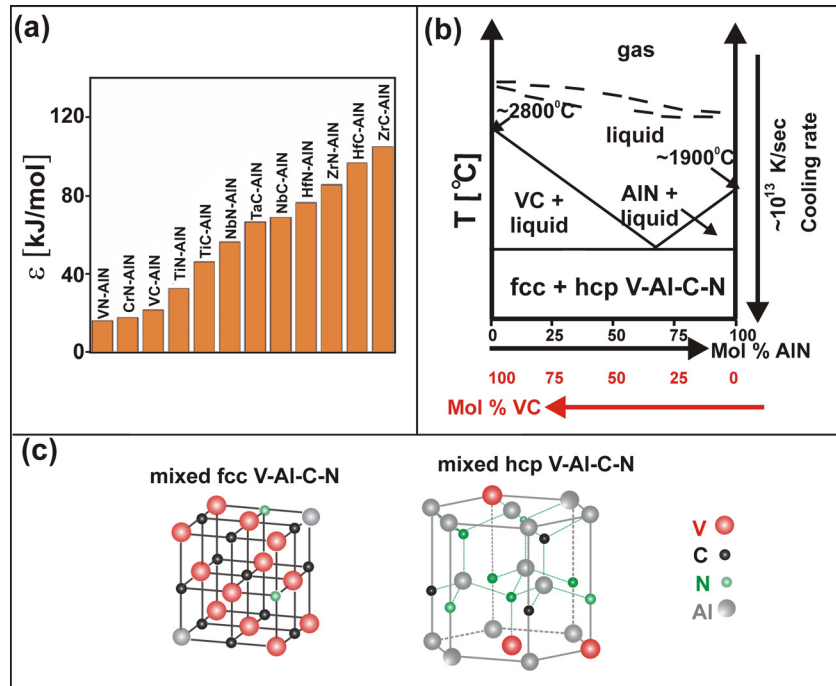 (a)
ε [kJ/mol]
120
80
40
0
VN-AlN
CrN-AlN
VC-AlN
TiN-AlN
TiC-AlN
NbN-AlN
TaC-AlN
NbC-AlN
HfN-AlN
ZrN-AlN
HfC-AlN
ZrC-AlN
(b)
gas
~2800⁰C
liquid
~1900⁰C
T [°C]
VC +
liquid
AlN +
liquid
~10¹³ K/sec
Cooling rate
fcc + hcp V-Al-C-N
0 25 50 75 100
Mol % AlN
100 75 50 25 0
Mol % VC
(c)
mixed fcc V-Al-C-N
mixed hcp V-Al-C-N
V
C
N
Al